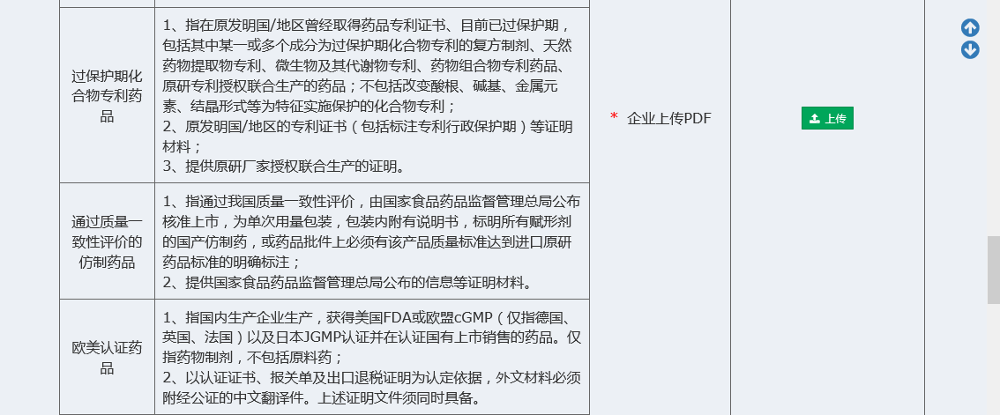 过保护期化
合物专利药
品
1、指在原发明国/地区曾经取得药品专利证书、目前已过保护期，
包括其中某一或多个成分为过保护期化合物专利的复方制剂、天然
药物提取物专利、微生物及其代谢物专利、药物组合物专利药品、
原研专利授权联合生产的药品；不包括改变酸根、碱基、金属元
素、结晶形式等为特征实施保护的化合物专利；
2、原发明国/地区的专利证书（包括标注专利行政保护期）等证明
材料；
3、提供原研厂家授权联合生产的证明。
* 企业上传PDF
上传
通过质量一
致性评价的
仿制药品
1、指通过我国质量一致性评价，由国家食品药品监督管理总局公布
核准上市，为单次用量包装，包装内附有说明书，标明所有赋形剂
的国产仿制药，或药品批件上必须有该产品质量标准达到进口原研
药品标准的明确标注；
2、提供国家食品药品监督管理总局公布的信息等证明材料。
欧美认证药
品
1、指国内生产企业生产，获得美国FDA或欧盟cGMP（仅指德国、
英国、法国）以及日本JGMP认证并在认证国有上市销售的药品。仅
指药物制剂，不包括原料药；
2、以认证证书、报关单及出口退税证明为认定依据，外文材料必须
附经公证的中文翻译件。上述证明文件须同时具备。